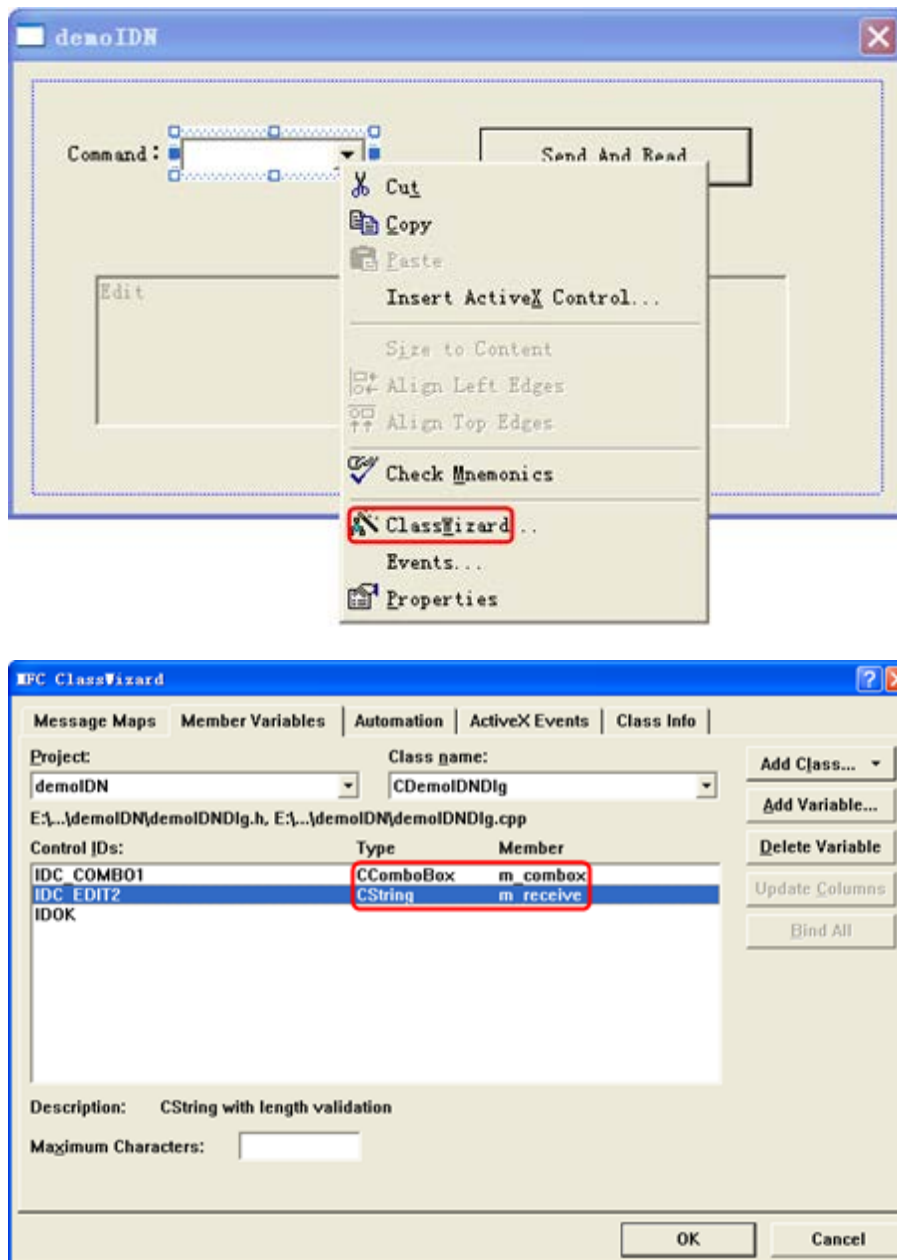 demoIDN
Command:
Send And Read
Edit
Cut
Copy
Paste
Insert ActiveX Control...
Size to Content
Align Left Edges
Align Top Edges
Check Mnemonics
ClassWizard...
Events...
Properties
MFC ClassWizard
Message Maps Member Variables Automation ActiveX Events Class Info
Project: Class name:
demoIDN CDemoIDNDlg
Add Class...
E:\...\demoIDN\demoIDNDlg.h, E:\...\demoIDN\demoIDNDlg.cpp
Add Variable...
Control IDs: Type Member
Delete Variable
IDC_COMBO1 CComboBox m_combox
IDC_EDIT2 CString m_receive
IDOK
Update Columns
Bind All
Description: CString with length validation
Maximum Characters:
OK Cancel